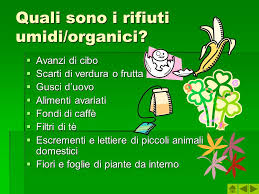 Quali sono i rifiuti
umidi/organici?
Avanzi di cibo
Scarti di verdura o frutta
Gusci d'uovo
Alimenti avariati
Fondi di caffè
Filtri di tè
Escrementi e lettiere di piccoli animali
domestici
Fiori e foglie di piante da interno